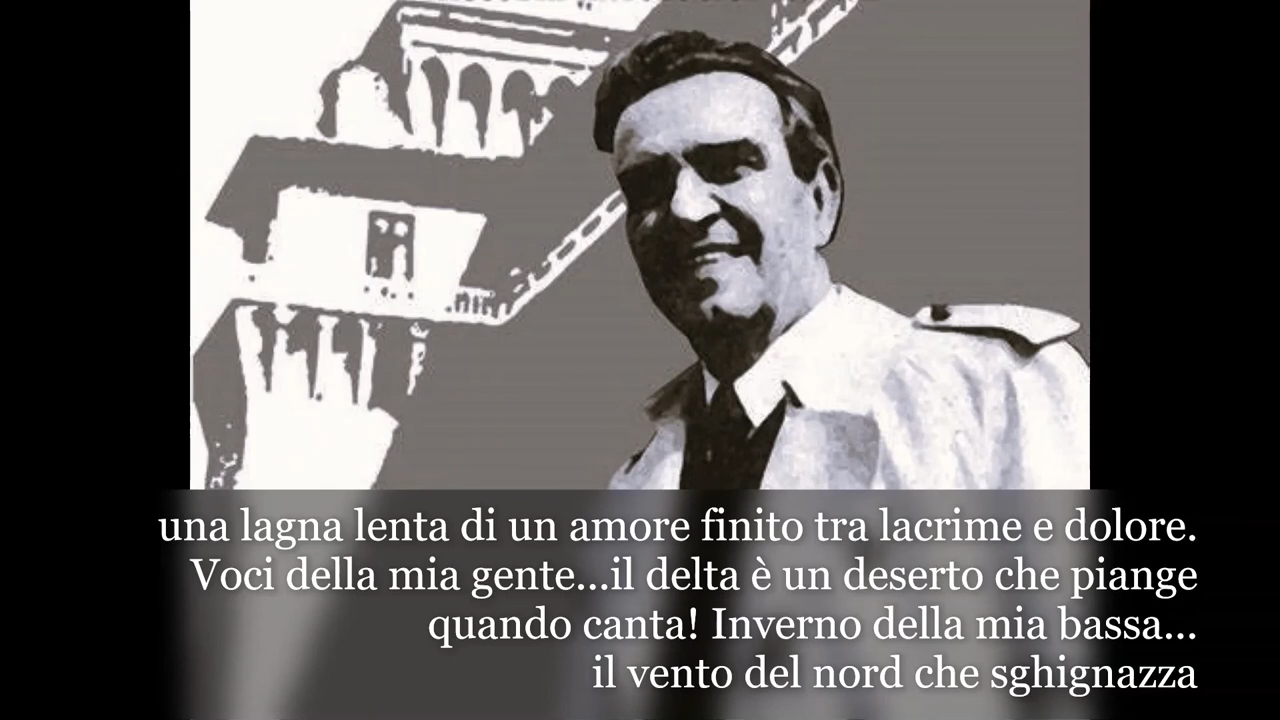 una lagna lenta di un amore finito tra lacrime e dolore.
Voci della mia gente...il delta è un deserto che piange
quando canta! Inverno della mia bassa...
il vento del nord che sghignazza